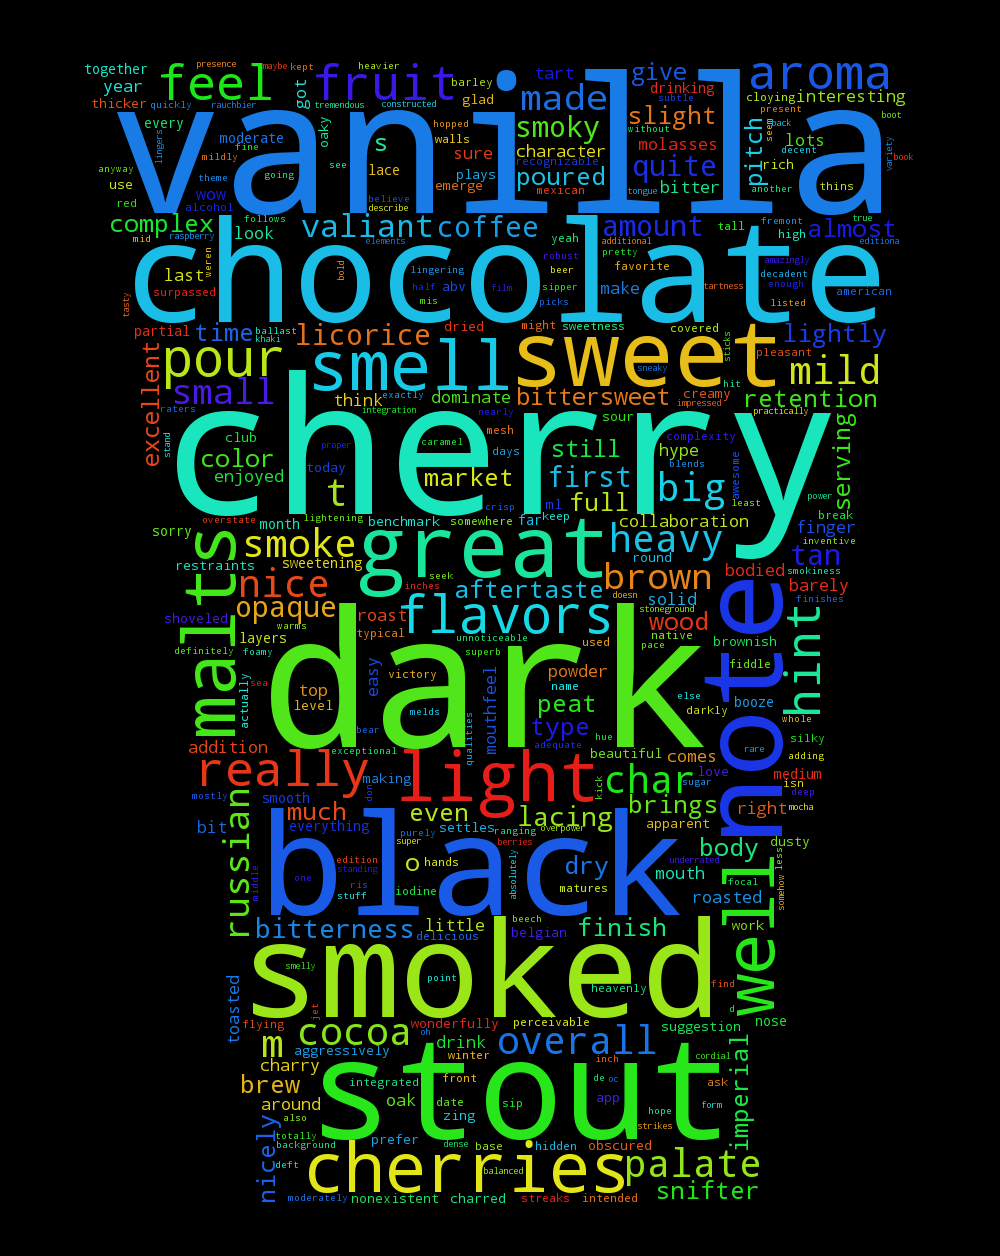 together presence maybe kept heavier
year feel fruit barley tart give drinking aroma
thicker quickly rauchbier got tremendous constructed glad made subtle cloying interesting
vanilla
every moderate oaky s hopped walls smoky slight without present back boot
lingers fine lace character sure molasses pitch seem decent lots variety
anyway mildly theme going see plays recognizable quite rich another thins book
use wow believe emerge poured mexican tongue bitter
red alcohol describe
complex follows valiant coffee amount tall fremont true almost
mid raspberry look elements yeah additional high editiona
weren bold lingering robust pretty amazingly
chocolate
last half abv film beer favorite decadent
tasty surpassed mis sipper picks make tartness enough listed american
partial time ballast licorice dried might sweetness covered lightly
khaki
excellent pour smell sweet sticks pleasant mild
raters small think exactly dominate bittersweet sneaky creamy hit retention
integration nearly impressed practically
cherry
stand club proper caramel mesh sour complexity
color today days still hype blends awesome serving
enjoyed market first big least power
t crisp ml full
overstate month lightening benchmark somewhere far keep collaboration break finger
sorry smoke great heavy inventive
sweetening round tan
restraints seek aftertaste brown bodied smokiness
malts nice inches doesn solid barely
opaque flavors stoneground note finishes
shoveled roast wood hint
warms typical unnoticeable used native brownish
definitely layers foamy superb pace
dark
sea easy mouthfeel powder fiddle
actually top victory name else booze
level melds peat darkly whole
bear qualities type hue silky
addition exceptional adequate beautiful comes rare adding
really making light kick char love medium
mostly smooth don sugar isn deep
russian much even lacing brings right mocha
bit everything purely settles ranging overpower apparent
black super body dusty
edition berries
middle one standing o hands absolutely dry underrated mouth somehow less
ris stuff iodine matures focal
roasted well
bitterness little beech finish work
delicious belgian
smoked
smelly point heavenly find
toasted jet d
flying m cocoa wonderfully perceivable suggestion nose
oh drink overall
aggressively cordial
stout
charry winter inch imperial
brew integrated front de oc ask
around oak date sip app form
also zing hope
totally strikes
nicely background prefer dense base hidden obscured
cherries
deft balanced palate
moderately nonexistent charred streaks intended snifter